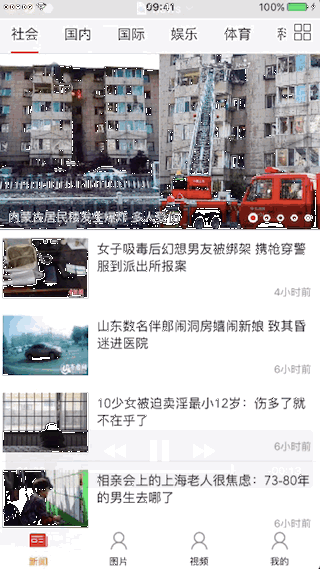 09:41
100%
社会 国内 国际 娱乐 体育
内蒙一居民楼发生爆炸 多人
女子吸毒后幻想男友被绑架 携枪穿警
服到派出所报案
4小时前
山东数名伴郎闹洞房嬉闹新娘 致其昏
迷进医院
6小时前
10少女被迫卖淫最小12岁：伤多了就
不在乎了
6小时前
相亲会上的上海老人很焦虑：73-80年
的男生去哪了
6小时前
新闻 图片 视频 我的